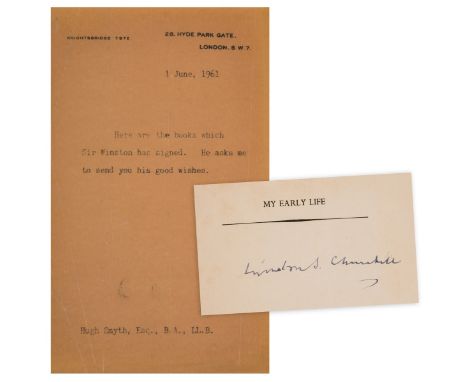 KNIGHTSBRIDGE 7972.
28, HYDE PARK GATE,
LONDON, S.W.7.
1 June, 1961
Here are the books which
Sir Winston has signed. He asks me
to send you his good wishes.
Hugh Smyth, Esq., B.A., LL.B.
MY EARLY LIFE
Winston S. Churchill